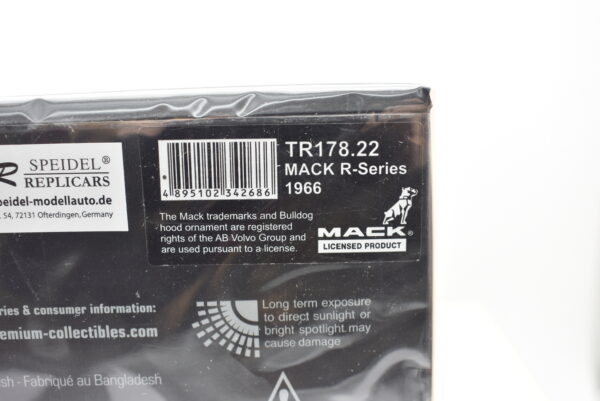 R SPEIDEL®
REPLICARS
eidel-modellauto.de
54, 72131 Ofterdingen, Germany
4 895102 342686
TR178.22
MACK R-Series
1966
The Mack trademarks and Bulldog
hood ornament are registered
rights of the AB Volvo Group and
are used pursuant to a license.
MACK
LICENSED PRODUCT
ries & consumer information:
emium-collectibles.com
Long term exposure
to direct sunlight or
bright spotlight may
cause damage
sh - Fabriqué au Bangladesh